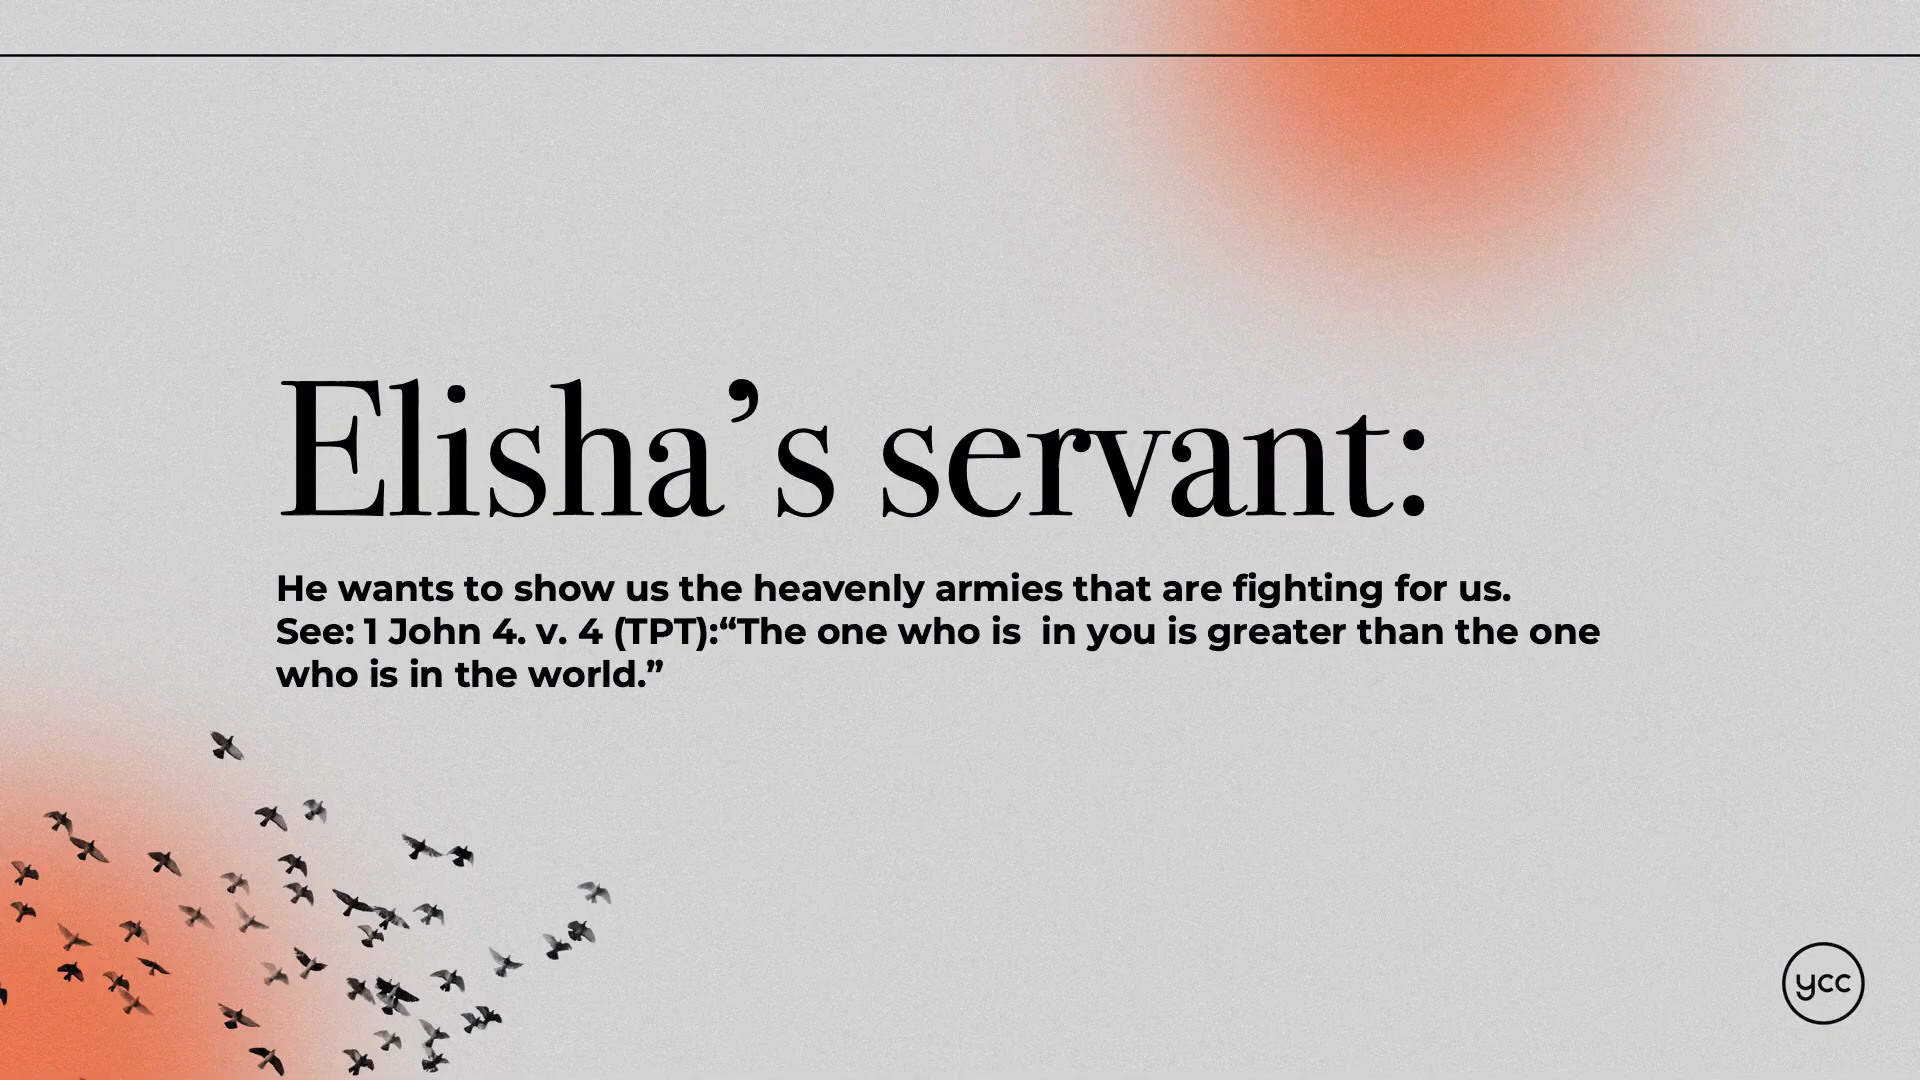 Elisha’s servant:
He wants to show us the heavenly armies that are fighting for us.
See: 1 John 4. v. 4 (TPT):“The one who is  in you is greater than the one
who is in the world.”
ycc